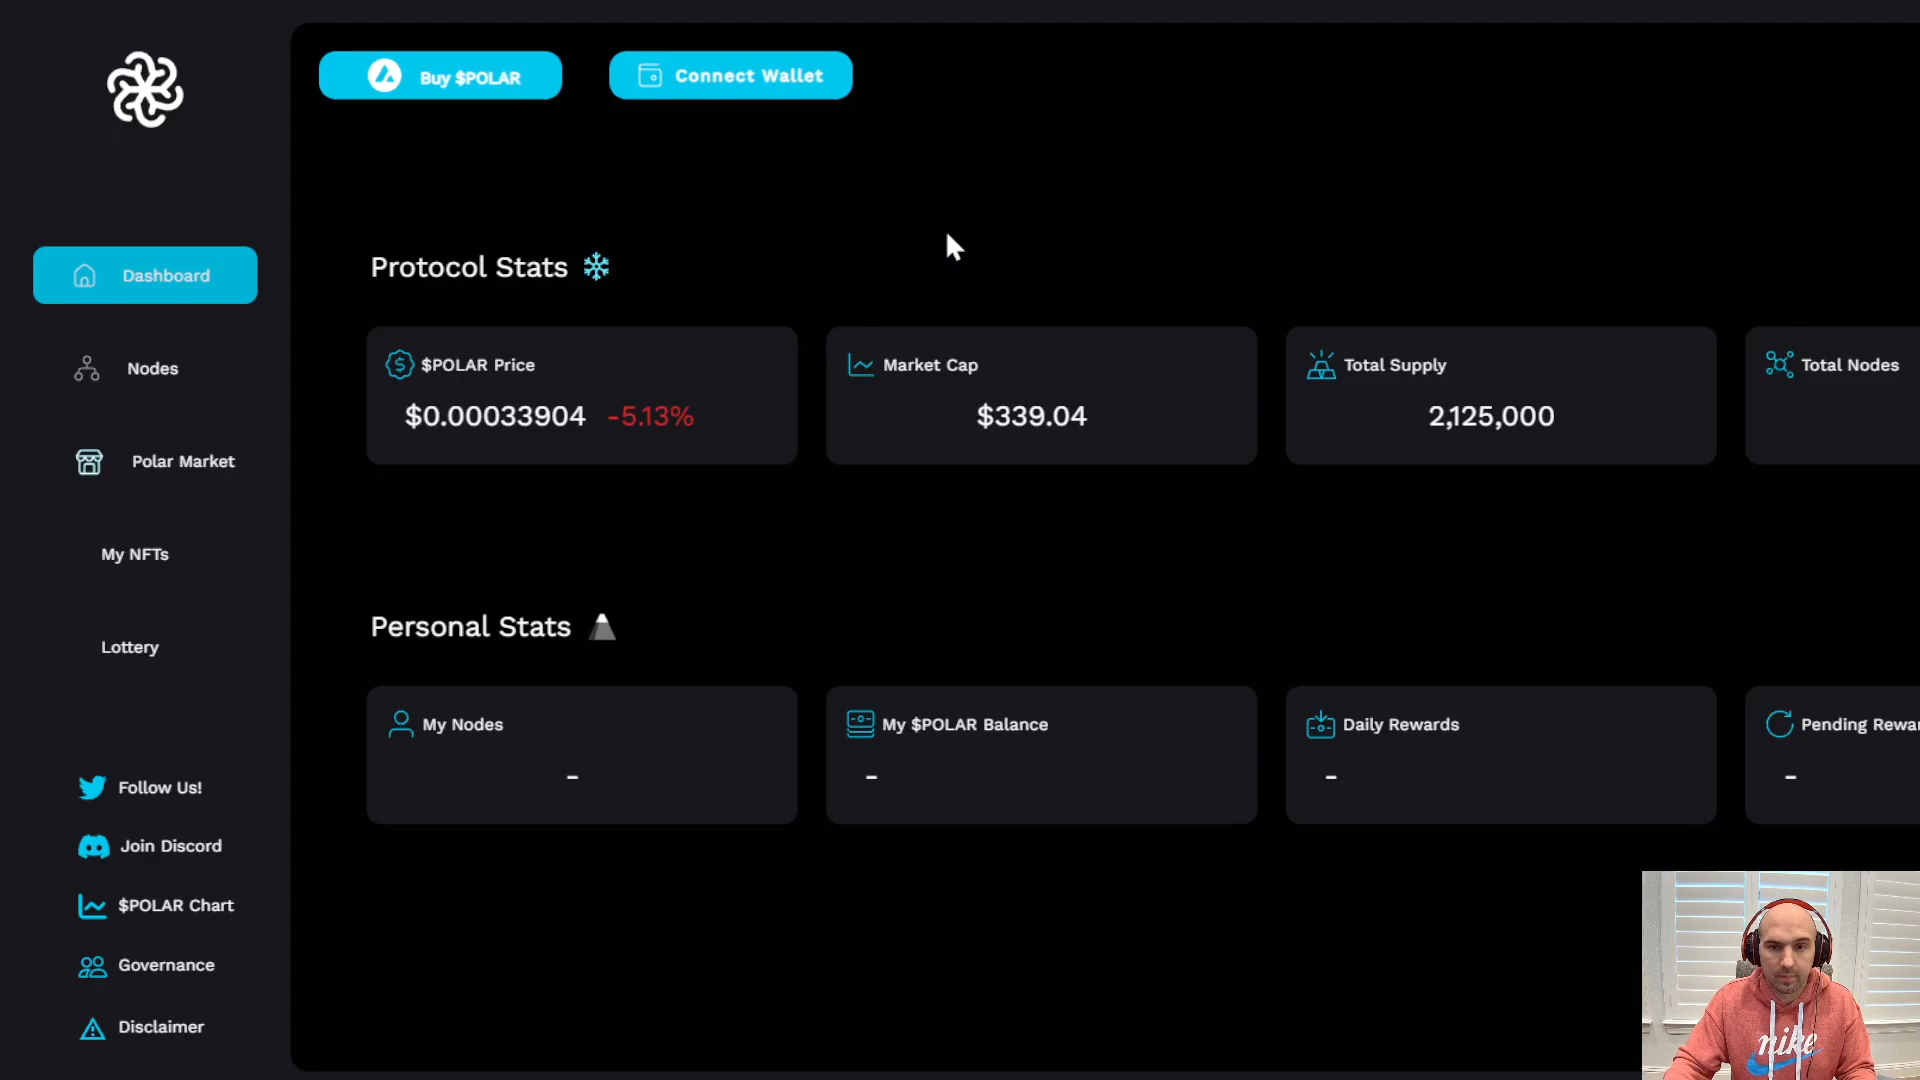 Buy $POLAR
Connect Wallet
Dashboard
Nodes
Polar Market
My NFTs
Lottery
Follow Us!
Join Discord
$POLAR Chart
Governance
Disclaimer
Protocol Stats
$POLAR Price
$0.00033904 -5.13%
Market Cap
$339.04
Total Supply
2,125,000
Total Nodes
Personal Stats
My Nodes
-
My $POLAR Balance
-
Daily Rewards
-
Pending Rewar
-
nike